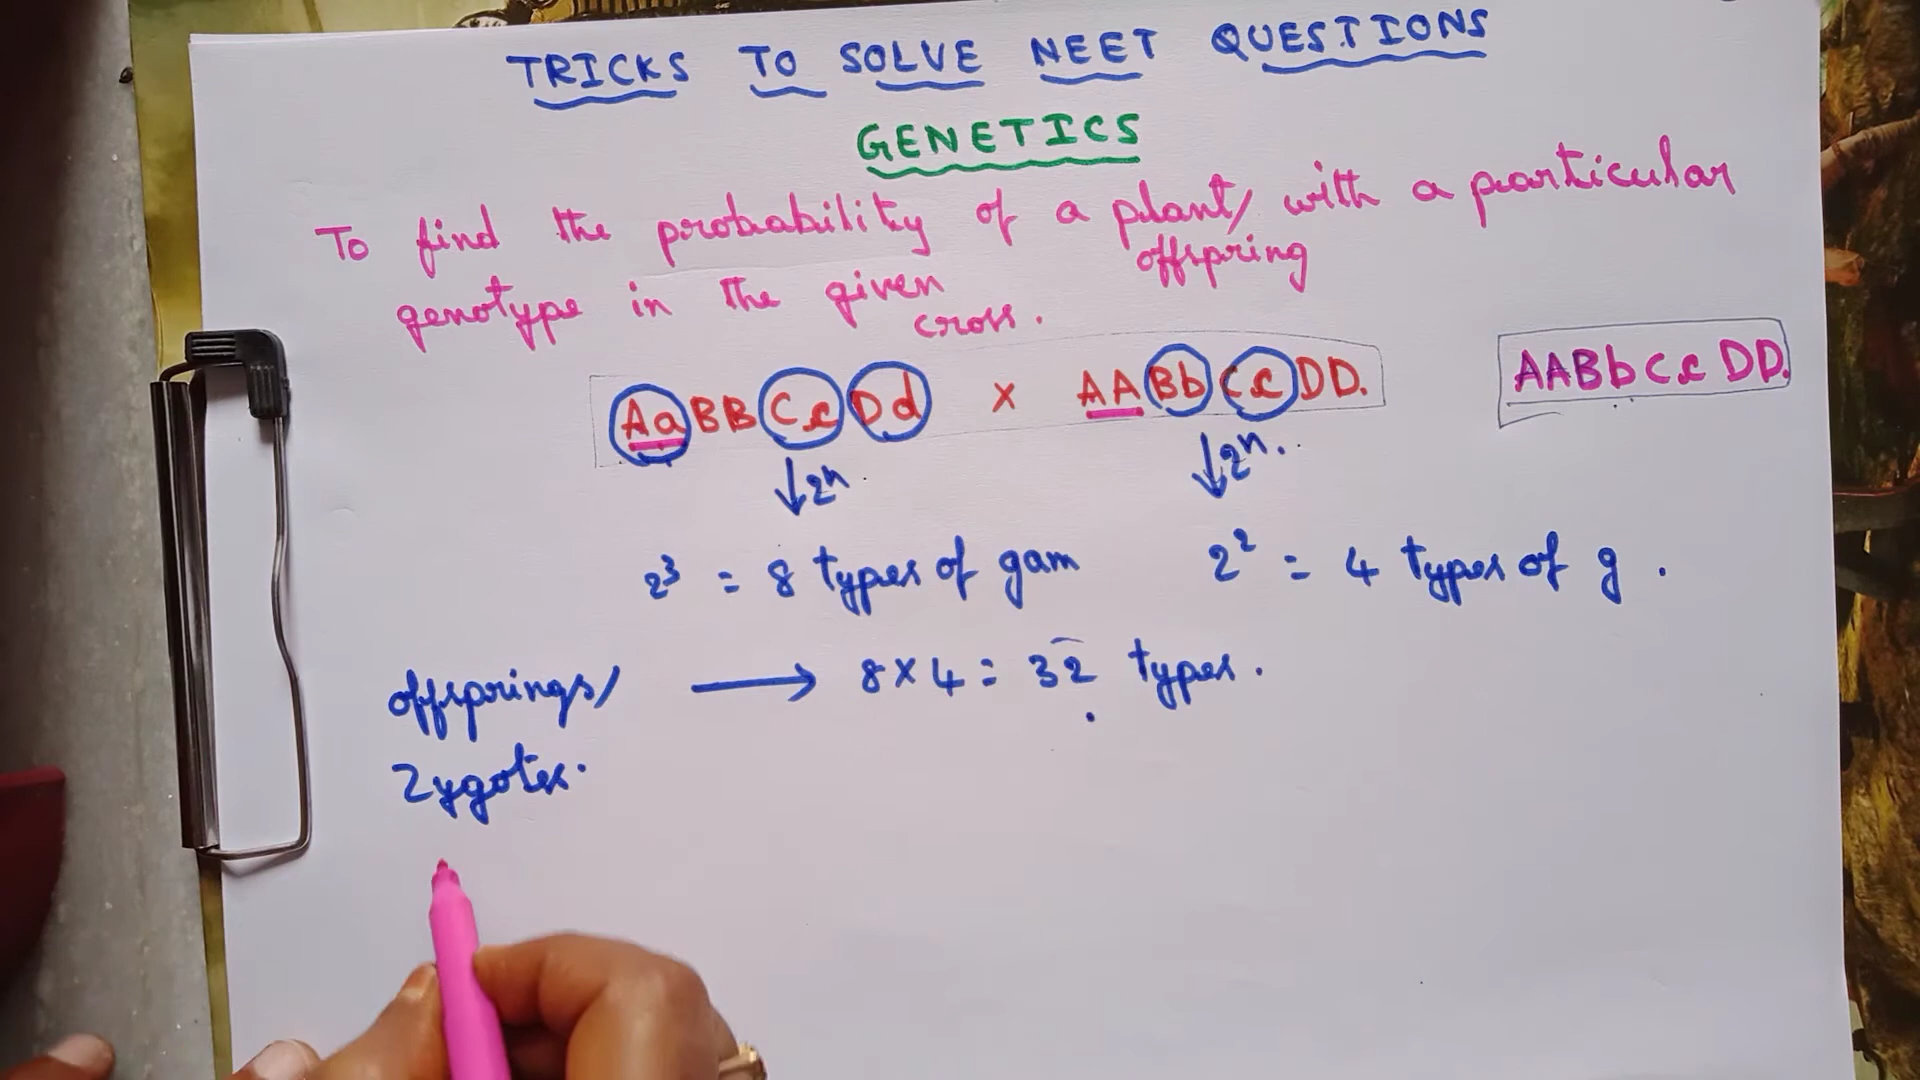 TRICKS TO SOLVE NEET QUESTIONS
GENETICS
To find the probability of a plant/ with a particular
offspring
genotype in the given
cross.
AaBBCcDd x AABbCcDD.
AABbCcDD.
↓2ⁿ. ↓2ⁿ.
2³ = 8 types of gam 2² = 4 types of g.
offsprings/ → 8×4 = 32 types.
Zygotes.